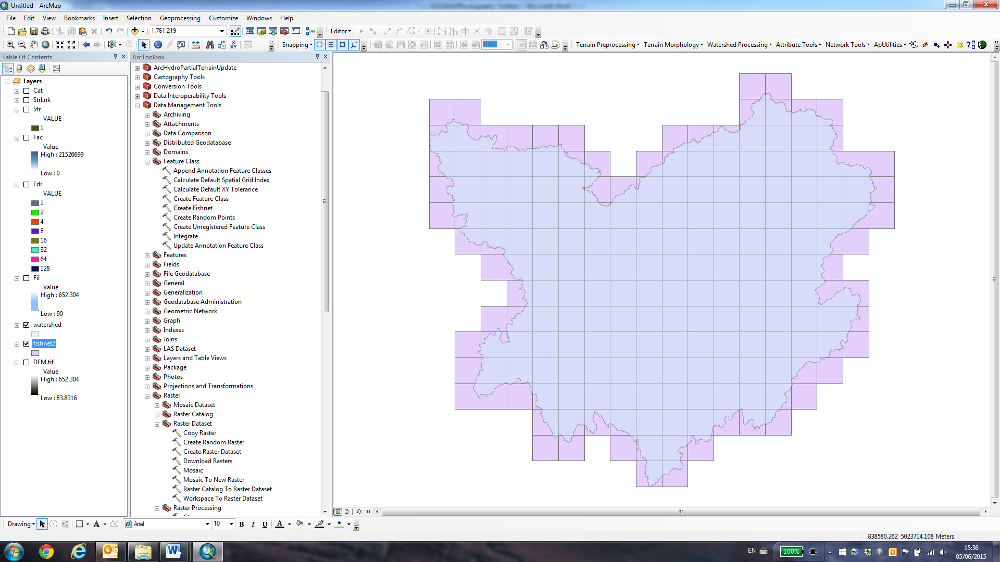 Untitled - ArcMap
File Edit View Bookmarks Insert Selection Geoprocessing Customize Windows Help
1:761,219 Editor
Snapping 100% Terrain Preprocessing Terrain Morphology Watershed Processing Attribute Tools Network Tools ApUtilities
Table Of Contents
Layers
Cat
StrLnk
Str
VALUE
1
Fac
Value
High : 21526699
Low : 0
Fdr
VALUE
1
2
4
8
16
32
64
128
Fil
Value
High : 652.304
Low : 90
watershed
fishnet2
DEM.tif
Value
High : 652.304
Low : 83.8316
ArcToolbox
ArcHydroPartialTerrainUpdate
Cartography Tools
Conversion Tools
Data Interoperability Tools
Data Management Tools
Archiving
Attachments
Data Comparison
Distributed Geodatabase
Domains
Feature Class
Append Annotation Feature Classes
Calculate Default Spatial Grid Index
Calculate Default XY Tolerance
Create Feature Class
Create Fishnet
Create Random Points
Create Unregistered Feature Class
Integrate
Update Annotation Feature Class
Features
Fields
File Geodatabase
General
Generalization
Geodatabase Administration
Geometric Network
Graph
Indexes
Joins
LAS Dataset
Layers and Table Views
Package
Photos
Projections and Transformations
Raster
Mosaic Dataset
Raster Catalog
Raster Dataset
Copy Raster
Create Random Raster
Create Raster Dataset
Download Rasters
Mosaic
Mosaic To New Raster
Raster Catalog To Raster Dataset
Workspace To Raster Dataset
Raster Processing
Drawing A Arial 10 B I U A
838580.262 5023714.108 Meters
EN 100% 15:36
05/06/2015